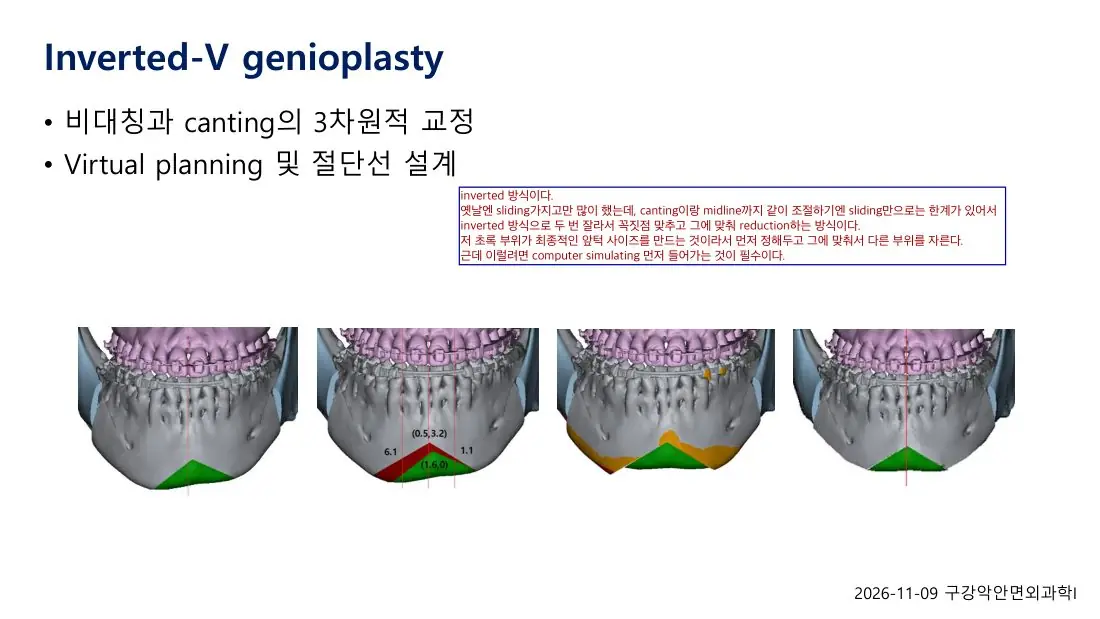 Inverted-V genioplasty
• 비대칭과 canting의 3차원적 교정
• Virtual planning 및 절단선 설계
inverted 방식이다.
옛날엔 sliding가지고만 많이 했는데, canting이랑 midline까지 같이 조절하기엔 sliding만으로는 한계가 있어서
inverted 방식으로 두 번 잘라서 꼭짓점 맞추고 그에 맞춰 reduction하는 방식이다.
저 초록 부위가 최종적인 앞턱 사이즈를 만드는 것이라서 먼저 정해두고 그에 맞춰서 다른 부위를 자른다.
근데 이럴려면 computer simulating 먼저 들어가는 것이 필수이다.
(0.5,3.2)
6.1
1.1
(1.6,0)
2026-11-09 구강악안면외과학I